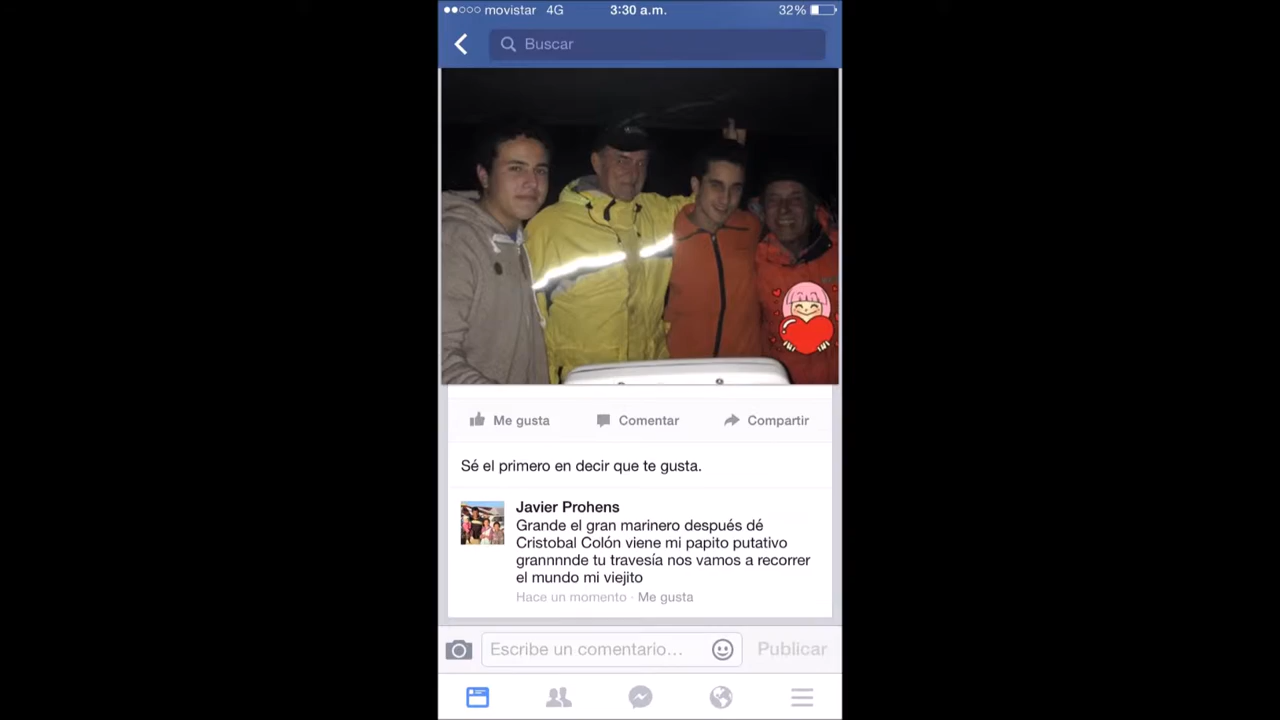 movistar 4G 3:30 a.m. 32%
Buscar
Me gusta Comentar Compartir
Sé el primero en decir que te gusta.
Javier Prohens
Grande el gran marinero después dé
Cristobal Colón viene mi papito putativo
grannnnde tu travesía nos vamos a recorrer
el mundo mi viejito
Hace un momento · Me gusta
Escribe un comentario... Publicar